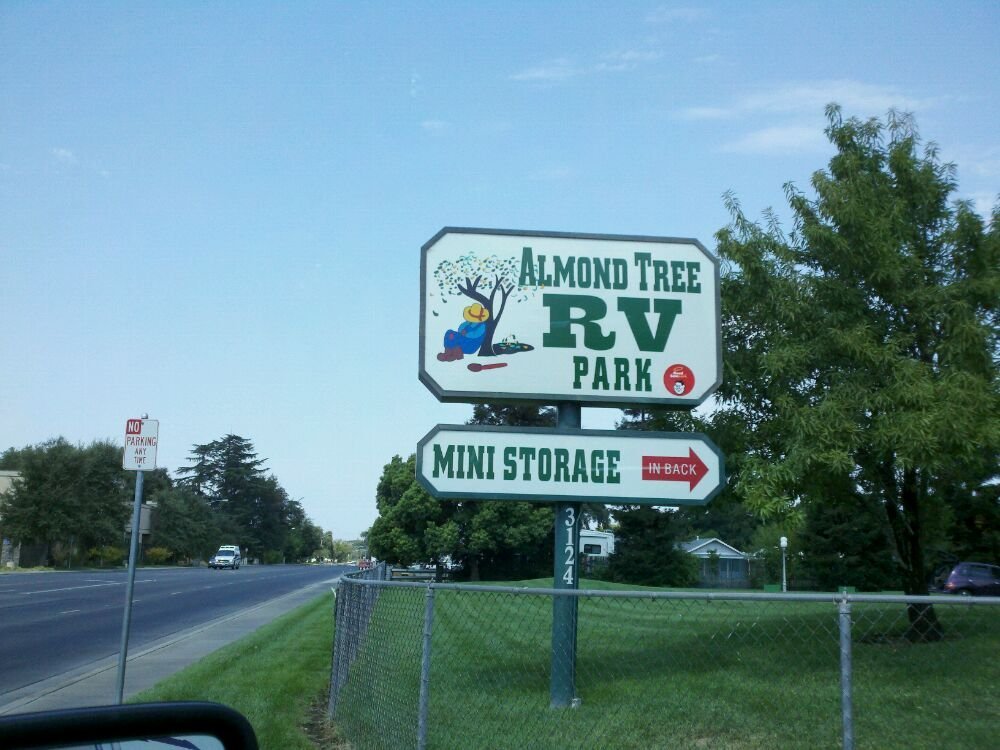 ALMOND TREE
RV
PARK
MINI STORAGE
IN BACK
3124
NO
PARKING
ANY
TIME